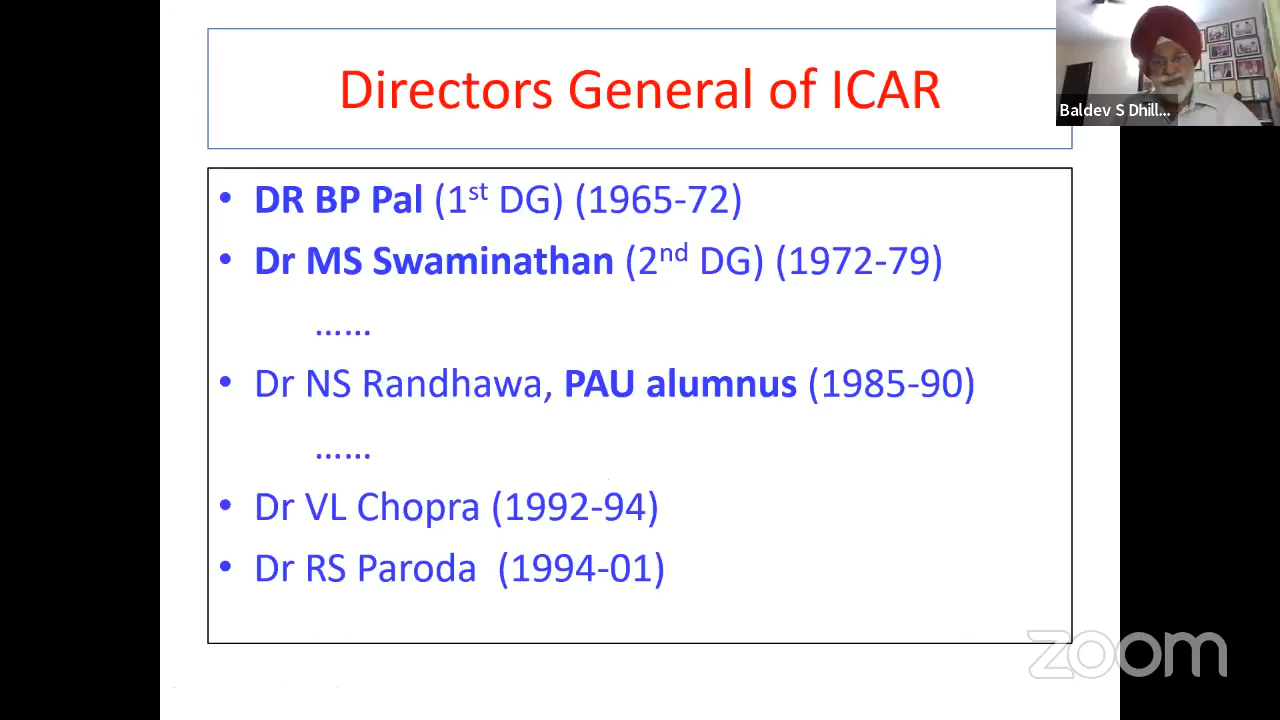 Directors General of ICAR
Baldev S Dhill...
• DR BP Pal (1st DG) (1965-72)
• Dr MS Swaminathan (2nd DG) (1972-79)
......
• Dr NS Randhawa, PAU alumnus (1985-90)
......
• Dr VL Chopra (1992-94)
• Dr RS Paroda (1994-01)
zoom